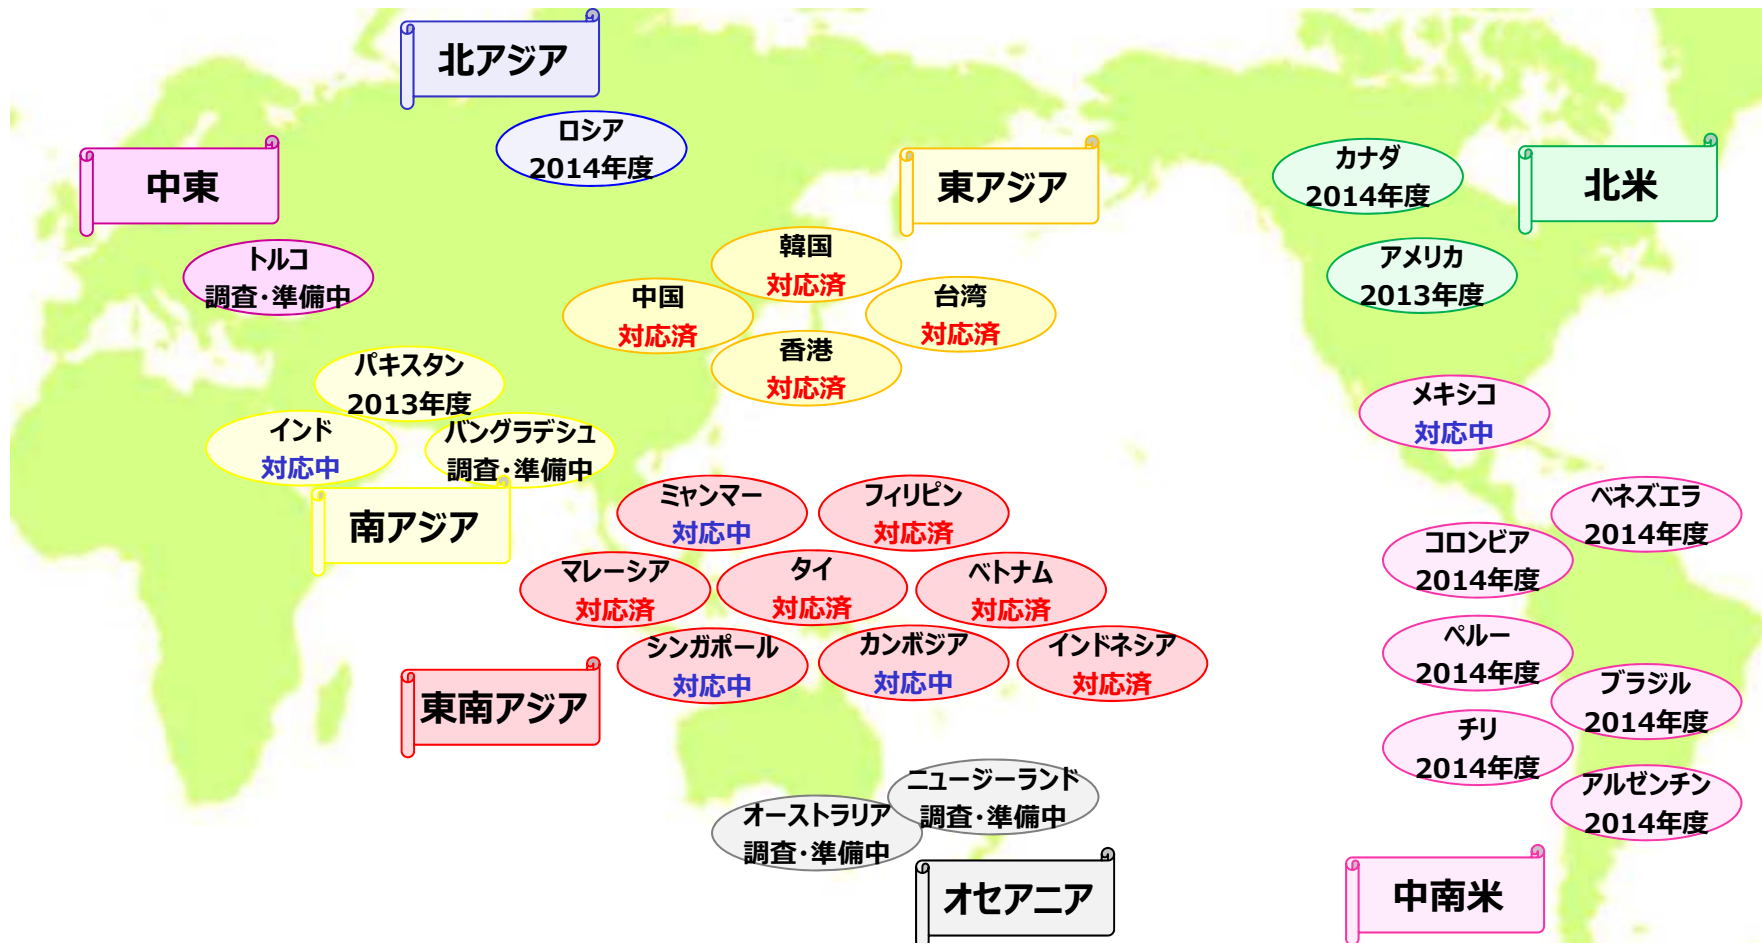 北アジア
ロシア
2014年度
中東
トルコ
調査・準備中
東アジア
韓国
対応済
中国
対応済
台湾
対応済
香港
対応済
北米
カナダ
2014年度
アメリカ
2013年度
パキスタン
2013年度
インド
対応中
バングラデシュ
調査・準備中
南アジア
ミャンマー
対応中
フィリピン
対応済
マレーシア
対応済
タイ
対応済
ベトナム
対応済
シンガポール
対応中
カンボジア
対応中
インドネシア
対応済
東南アジア
メキシコ
対応中
ベネズエラ
2014年度
コロンビア
2014年度
ペルー
2014年度
ブラジル
2014年度
チリ
2014年度
アルゼンチン
2014年度
中南米
ニュージーランド
調査・準備中
オーストラリア
調査・準備中
オセアニア